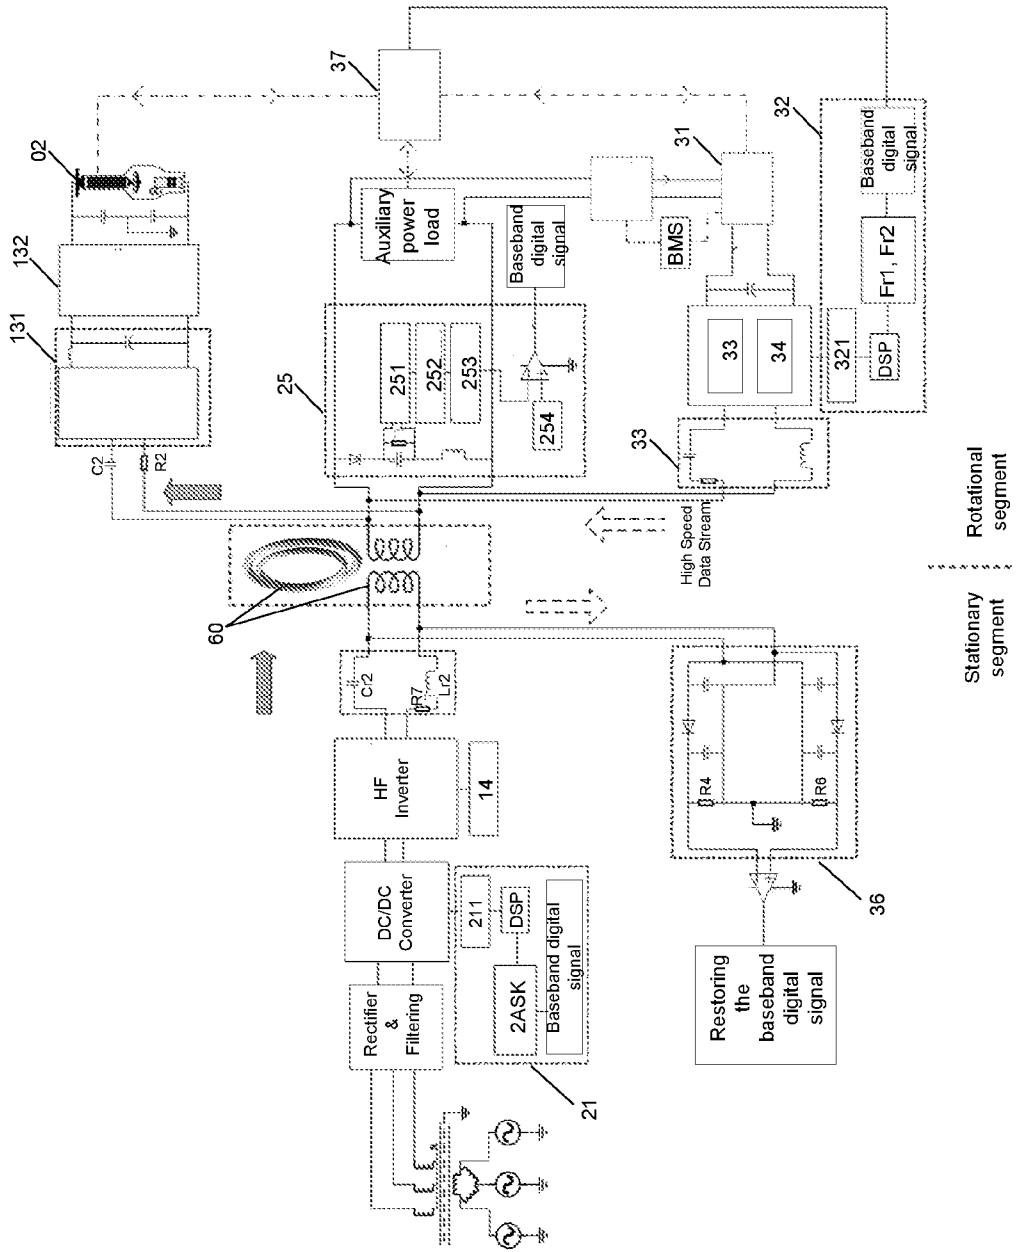 02
132
131
C2
R2
37
Auxiliary
power
load
Baseband
digital
signal
25
251
252
253
254
31
BMS
33
34
33
32
Baseband digital
signal
Fr1, Fr2
DSP
321
High Speed
Data Stream
Rotational
segment
Stationary
segment
60
Cr2
R7
Lr2
HF
Inverter
14
DC/DC
Converter
211
DSP
2ASK
Baseband digital
signal
21
Rectifier
&
Filtering
R4
R6
36
Restoring
the
baseband
digital
signal